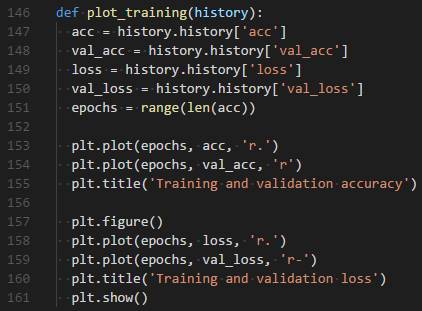 146 def plot_training(history):
147 acc = history.history['acc']
148 val_acc = history.history['val_acc']
149 loss = history.history['loss']
150 val_loss = history.history['val_loss']
151 epochs = range(len(acc))
152
153 plt.plot(epochs, acc, 'r.')
154 plt.plot(epochs, val_acc, 'r')
155 plt.title('Training and validation accuracy')
156
157 plt.figure()
158 plt.plot(epochs, loss, 'r.')
159 plt.plot(epochs, val_loss, 'r-')
160 plt.title('Training and validation loss')
161 plt.show()